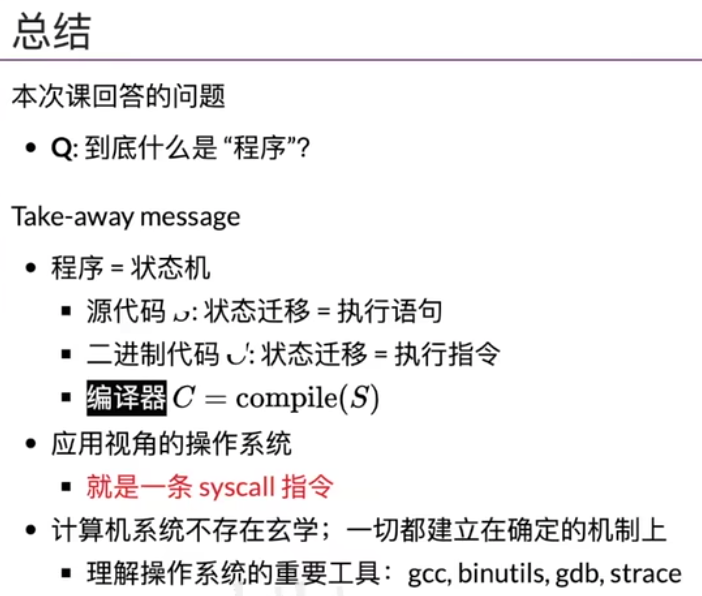 总结
本次课回答的问题
• Q: 到底什么是 “程序”?
Take-away message
• 程序 = 状态机
▪ 源代码 : 状态迁移 = 执行语句
▪ 二进制代码 : 状态迁移 = 执行指令
▪ 编译器 C = compile(S)
• 应用视角的操作系统
▪ 就是一条 syscall 指令
• 计算机系统不存在玄学；一切都建立在确定的机制上
▪ 理解操作系统的重要工具：gcc, binutils, gdb, strace